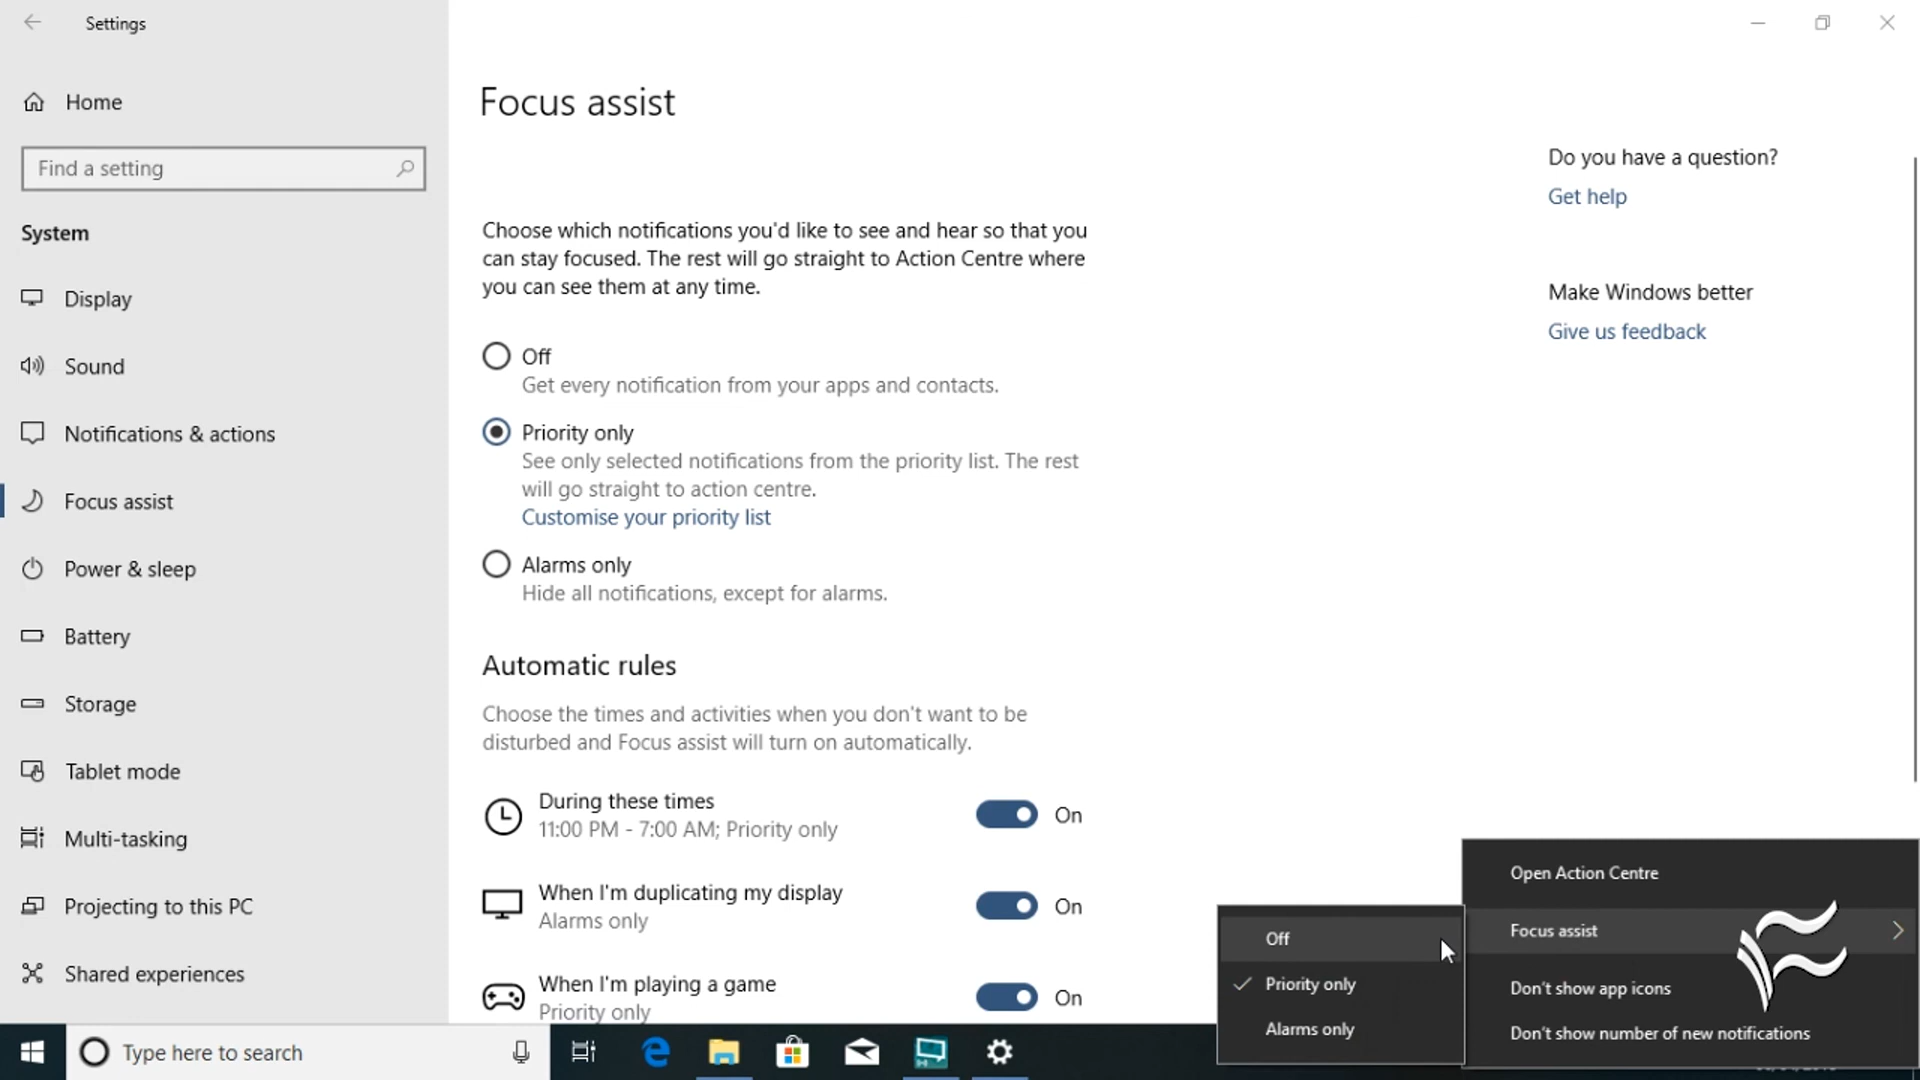 Settings
Home
Find a setting
System
Display
Sound
Notifications & actions
Focus assist
Power & sleep
Battery
Storage
Tablet mode
Multi-tasking
Projecting to this PC
Shared experiences
Focus assist
Choose which notifications you'd like to see and hear so that you
can stay focused. The rest will go straight to Action Centre where
you can see them at any time.
Off
Get every notification from your apps and contacts.
Priority only
See only selected notifications from the priority list. The rest
will go straight to action centre.
Customise your priority list
Alarms only
Hide all notifications, except for alarms.
Automatic rules
Choose the times and activities when you don't want to be
disturbed and Focus assist will turn on automatically.
During these times
11:00 PM - 7:00 AM; Priority only
On
When I'm duplicating my display
Alarms only
On
When I'm playing a game
Priority only
On
Do you have a question?
Get help
Make Windows better
Give us feedback
Off
Priority only
Alarms only
Open Action Centre
Focus assist
Don't show app icons
Don't show number of new notifications
Type here to search